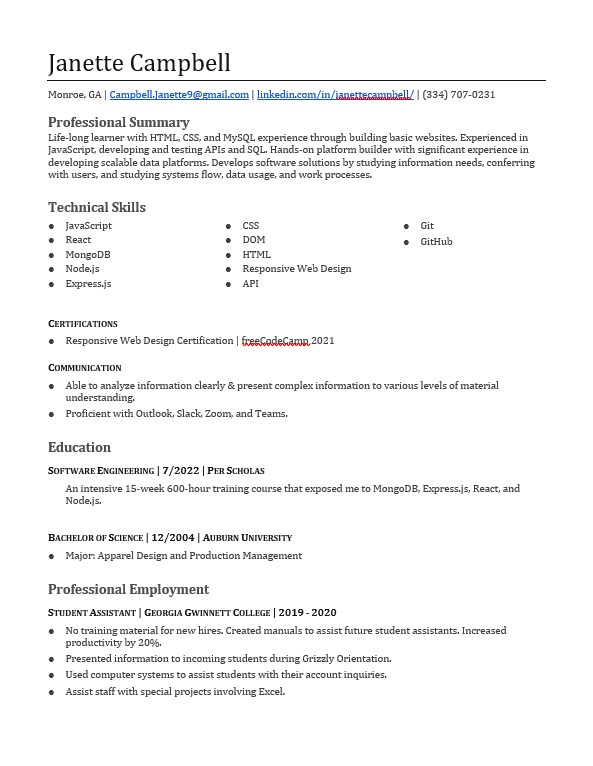 Janette Campbell
Monroe, GA | Campbell.Janette9@gmail.com | linkedin.com/in/janettecampbell/ | (334) 707-0231
Professional Summary
Life-long learner with HTML, CSS, and MySQL experience through building basic websites. Experienced in
JavaScript, developing and testing APIs and SQL. Hands-on platform builder with significant experience in
developing scalable data platforms. Develops software solutions by studying information needs, conferring
with users, and studying systems flow, data usage, and work processes.
Technical Skills
● JavaScript
● React
● MongoDB
● Node.js
● Express.js
● CSS
● DOM
● HTML
● Responsive Web Design
● API
● Git
● GitHub
CERTIFICATIONS
● Responsive Web Design Certification | freeCodeCamp 2021
COMMUNICATION
● Able to analyze information clearly & present complex information to various levels of material
understanding.
● Proficient with Outlook, Slack, Zoom, and Teams.
Education
SOFTWARE ENGINEERING | 7/2022 | PER SCHOLAS
An intensive 15-week 600-hour training course that exposed me to MongoDB, Express.js, React, and
Node.js.
BACHELOR OF SCIENCE | 12/2004 | AUBURN UNIVERSITY
● Major: Apparel Design and Production Management
Professional Employment
STUDENT ASSISTANT | GEORGIA GWINNETT COLLEGE | 2019 - 2020
● No training material for new hires. Created manuals to assist future student assistants. Increased
productivity by 20%.
● Presented information to incoming students during Grizzly Orientation.
● Used computer systems to assist students with their account inquiries.
● Assist staff with special projects involving Excel.